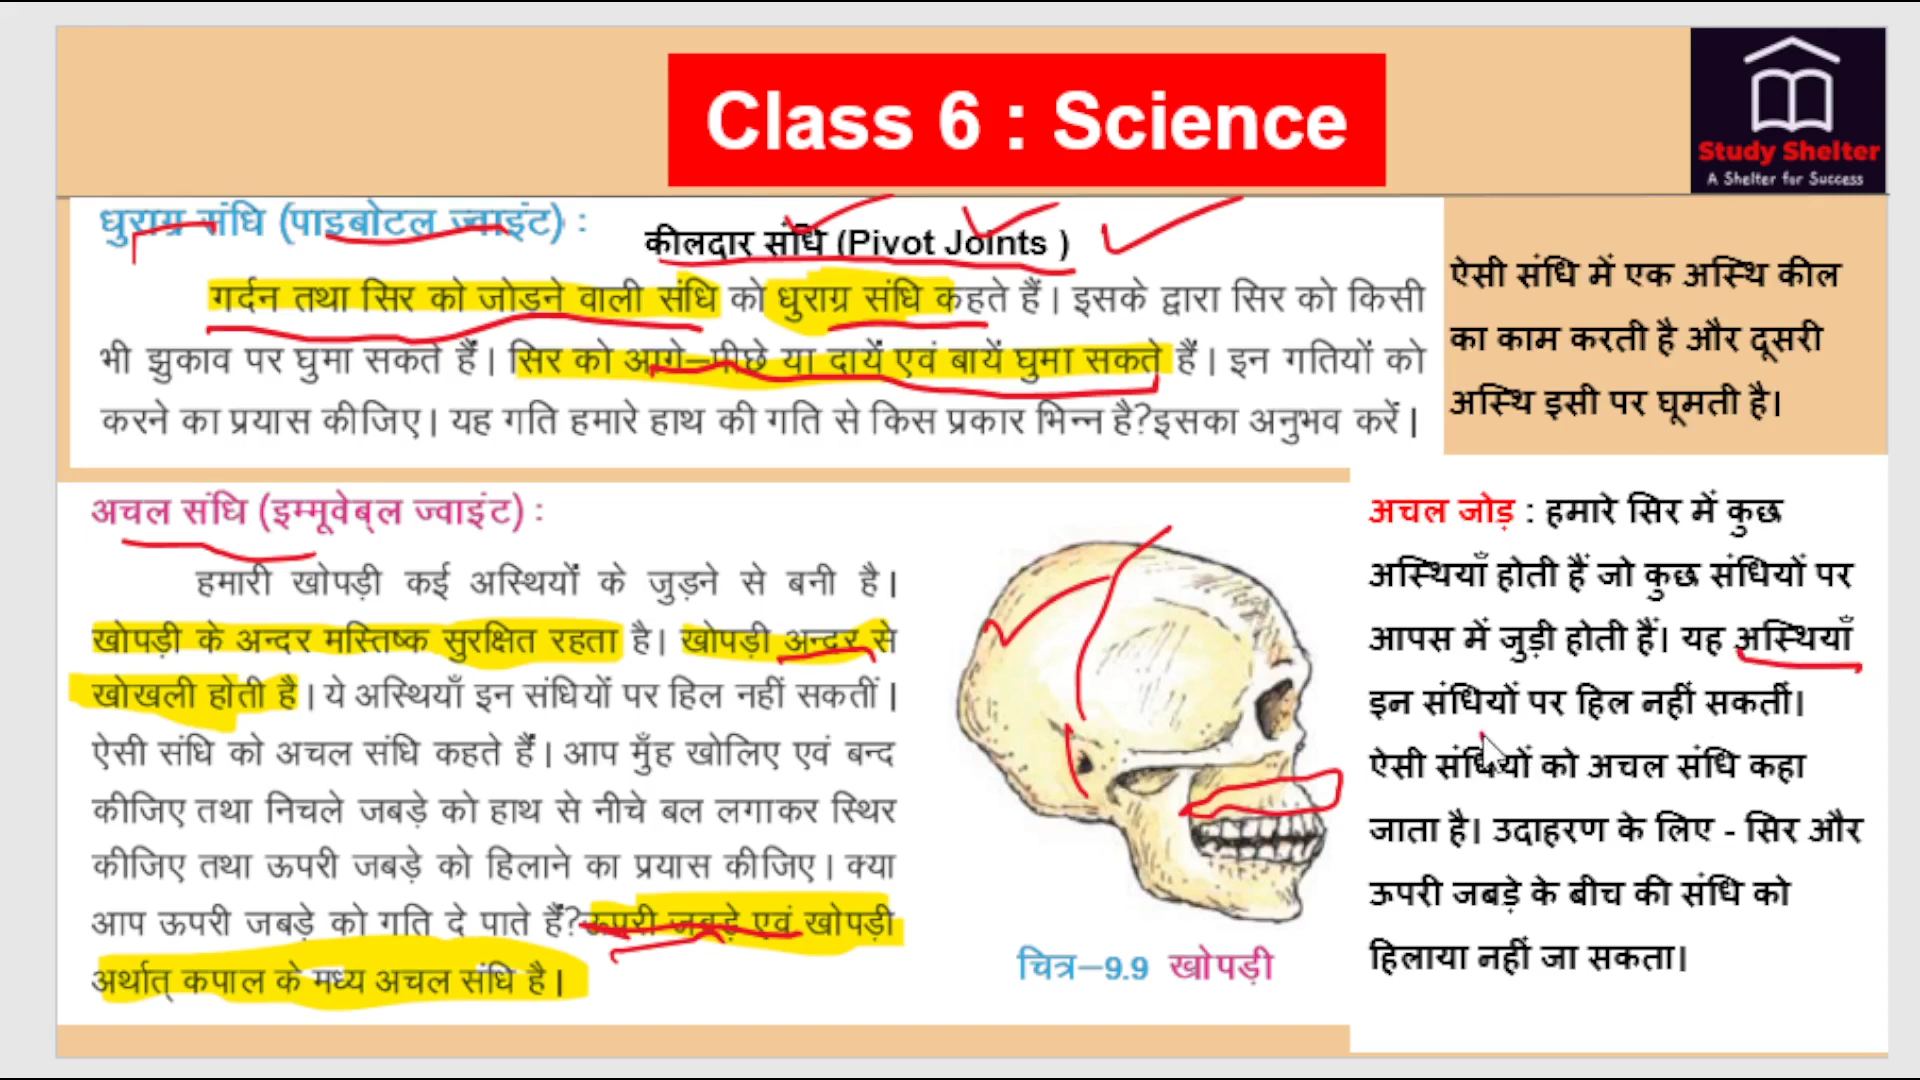 Class 6 : Science
Study Shelter
A Shelter for Success
धुराग्र संधि (पाइबोटल ज्वाइंट) :
कीलदार संधि (Pivot Joints )
गर्दन तथा सिर को जोड़ने वाली संधि को धुराग्र संधि कहते हैं। इसके द्वारा सिर को किसी
भी झुकाव पर घुमा सकते हैं। सिर को आगे–पीछे या दायें एवं बायें घुमा सकते हैं। इन गतियों को
करने का प्रयास कीजिए। यह गति हमारे हाथ की गति से किस प्रकार भिन्न है?इसका अनुभव करें।
ऐसी संधि में एक अस्थि कील
का काम करती है और दूसरी
अस्थि इसी पर घूमती है।
अचल संधि (इम्मूवेब्ल ज्वाइंट) :
हमारी खोपड़ी कई अस्थियों के जुड़ने से बनी है।
खोपड़ी के अन्दर मस्तिष्क सुरक्षित रहता है। खोपड़ी अन्दर से
खोखली होती है। ये अस्थियाँ इन संधियों पर हिल नहीं सकतीं।
ऐसी संधि को अचल संधि कहते हैं। आप मुँह खोलिए एवं बन्द
कीजिए तथा निचले जबड़े को हाथ से नीचे बल लगाकर स्थिर
कीजिए तथा ऊपरी जबड़े को हिलाने का प्रयास कीजिए। क्या
आप ऊपरी जबड़े को गति दे पाते हैं?ऊपरी जबड़े एवं खोपड़ी
अर्थात् कपाल के मध्य अचल संधि है।
चित्र–9.9 खोपड़ी
अचल जोड़ : हमारे सिर में कुछ
अस्थियाँ होती हैं जो कुछ संधियों पर
आपस में जुड़ी होती हैं। यह अस्थियाँ
इन संधियों पर हिल नहीं सकतीं।
ऐसी संधियों को अचल संधि कहा
जाता है। उदाहरण के लिए - सिर और
ऊपरी जबड़े के बीच की संधि को
हिलाया नहीं जा सकता।